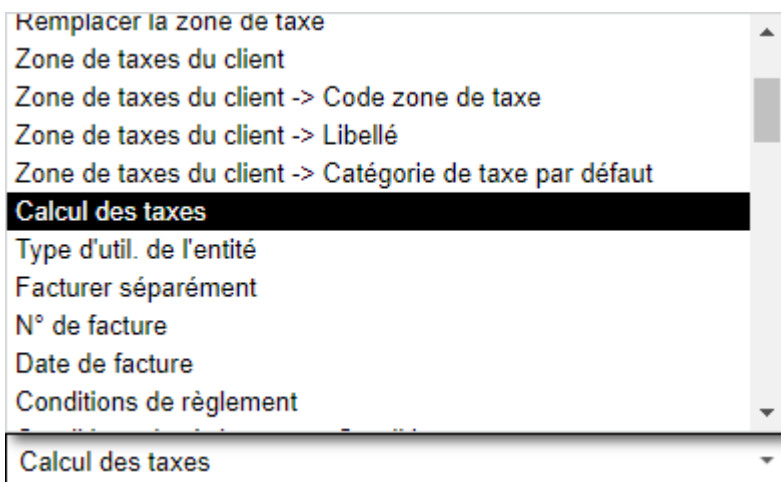 Remplacer la zone de taxe
Zone de taxes du client
Zone de taxes du client -> Code zone de taxe
Zone de taxes du client -> Libellé
Zone de taxes du client -> Catégorie de taxe par défaut
Calcul des taxes
Type d'util. de l'entité
Facturer séparément
N° de facture
Date de facture
Conditions de règlement
Calcul des taxes